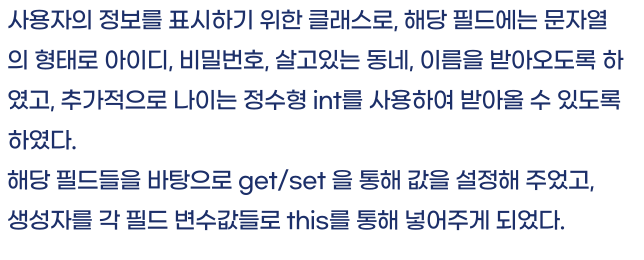 사용자의 정보를 표시하기 위한 클래스로, 해당 필드에는 문자열
의 형태로 아이디, 비밀번호, 살고있는 동네, 이름을 받아오도록 하
였고, 추가적으로 나이는 정수형 int를 사용하여 받아올 수 있도록
하였다.
해당 필드들을 바탕으로 get/set 을 통해 값을 설정해 주었고,
생성자를 각 필드 변수값들로 this를 통해 넣어주게 되었다.